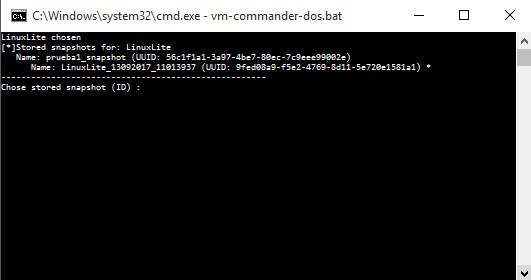 C:\Windows\system32\cmd.exe - vm-commander-dos.bat
LinuxLite chosen
[*]Stored snapshots for: LinuxLite
Name: prueba1_snapshot (UUID: 56c1f1a1-3a97-4be7-80ec-7c9eee99002e)
Name: LinuxLite_13092017_11013937 (UUID: 9fed08a9-f5e2-4769-8d11-5e720e1581a1) *
--------------------------------------------------------------------------------
Chose stored snapshot (ID) :